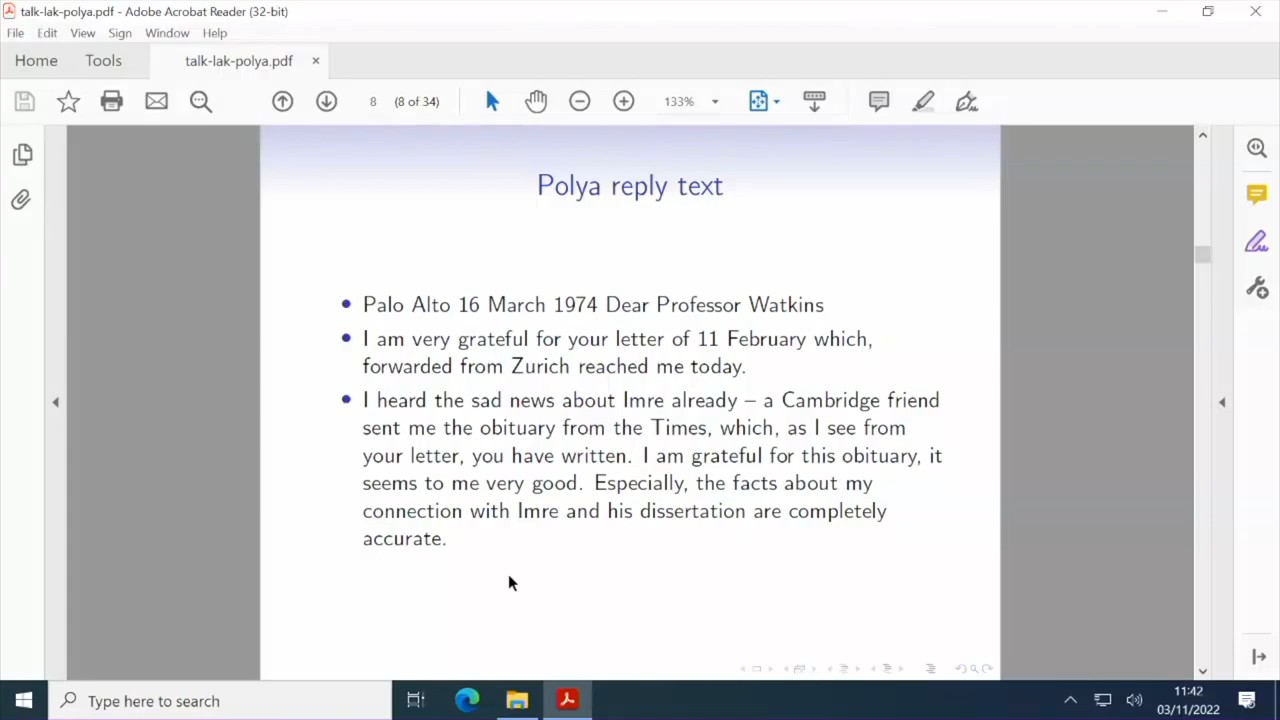 talk-lak-polya.pdf - Adobe Acrobat Reader (32-bit)
File Edit View Sign Window Help
Home Tools talk-lak-polya.pdf ×
8 (8 of 34) 133%
Polya reply text
• Palo Alto 16 March 1974 Dear Professor Watkins
• I am very grateful for your letter of 11 February which,
forwarded from Zurich reached me today.
• I heard the sad news about Imre already – a Cambridge friend
sent me the obituary from the Times, which, as I see from
your letter, you have written. I am grateful for this obituary, it
seems to me very good. Especially, the facts about my
connection with Imre and his dissertation are completely
accurate.
Type here to search
11:42
03/11/2022